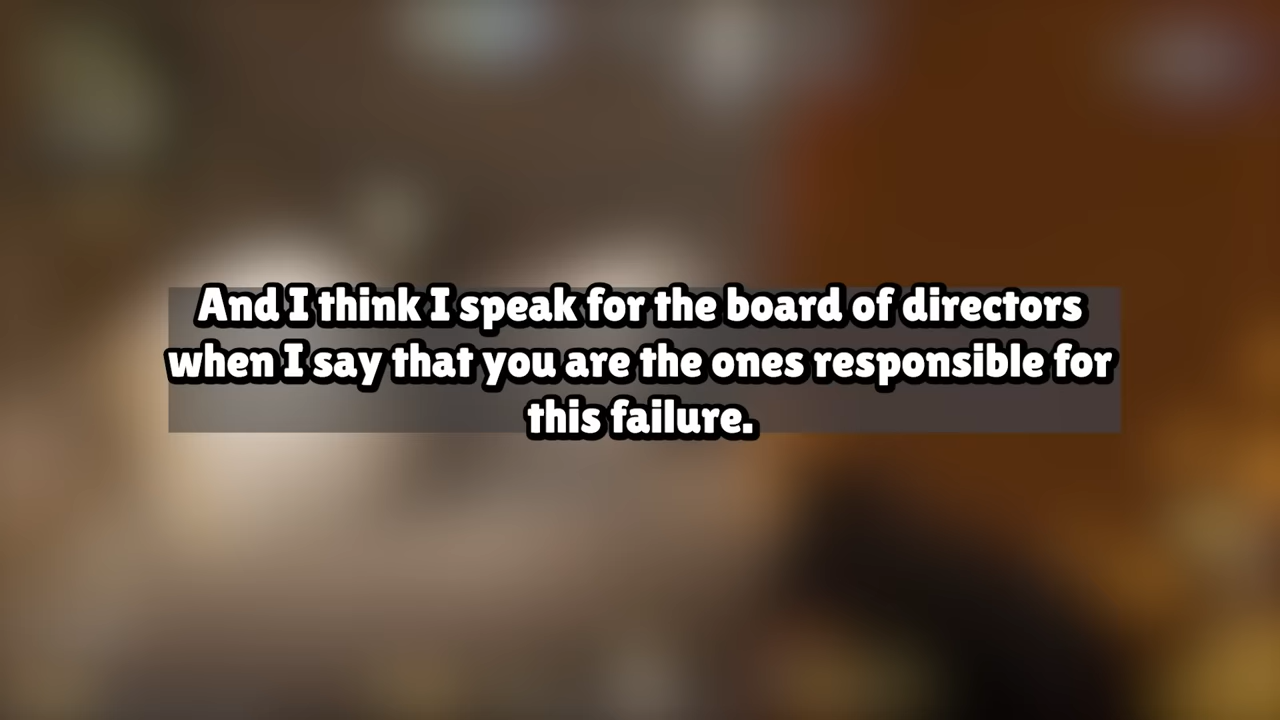 And I think I speak for the board of directors
when I say that you are the ones responsible for
this failure.